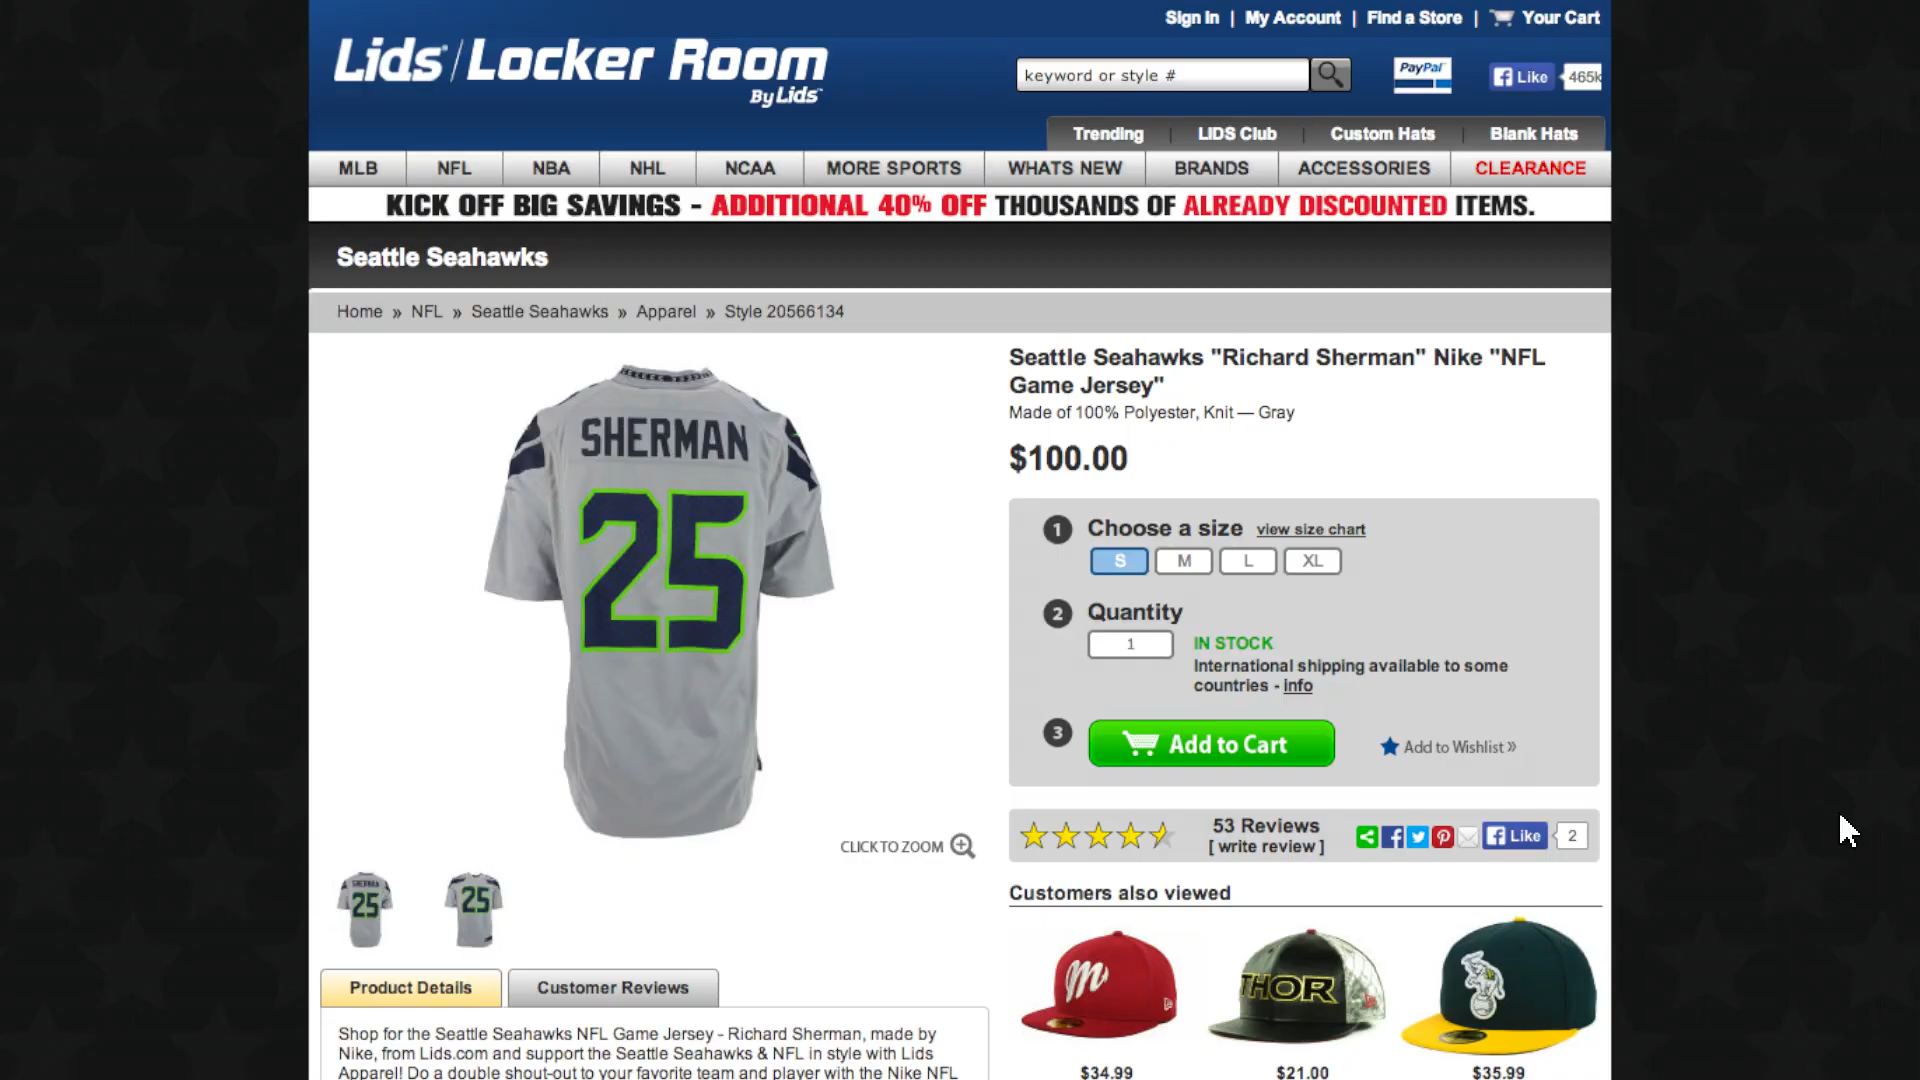 Sign In | My Account | Find a Store | Your Cart
Lids / Locker Room
By Lids
keyword or style #
PayPal
Like 465k
Trending | LIDS Club | Custom Hats | Blank Hats
MLB NFL NBA NHL NCAA MORE SPORTS WHATS NEW BRANDS ACCESSORIES CLEARANCE
KICK OFF BIG SAVINGS - ADDITIONAL 40% OFF THOUSANDS OF ALREADY DISCOUNTED ITEMS.
Seattle Seahawks
Home » NFL » Seattle Seahawks » Apparel » Style 20566134
SHERMAN
25
CLICK TO ZOOM
SHERMAN
25
25
Seattle Seahawks "Richard Sherman" Nike "NFL
Game Jersey"
Made of 100% Polyester, Knit — Gray
$100.00
1 Choose a size view size chart
S M L XL
2 Quantity
1
IN STOCK
International shipping available to some
countries - info
3 Add to Cart
Add to Wishlist »
53 Reviews
[ write review ]
Like 2
Customers also viewed
M
THOR
$34.99 $21.00 $35.99
Product Details Customer Reviews
Shop for the Seattle Seahawks NFL Game Jersey - Richard Sherman, made by
Nike, from Lids.com and support the Seattle Seahawks & NFL in style with Lids
Apparel! Do a double shout-out to your favorite team and player with the Nike NFL